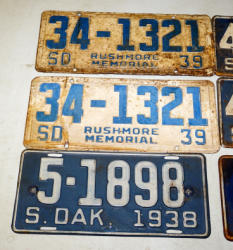 34-1321
SD RUSHMORE 39
MEMORIAL
34-1321
SD RUSHMORE 39
MEMORIAL
5-1898
S. DAK. 1938